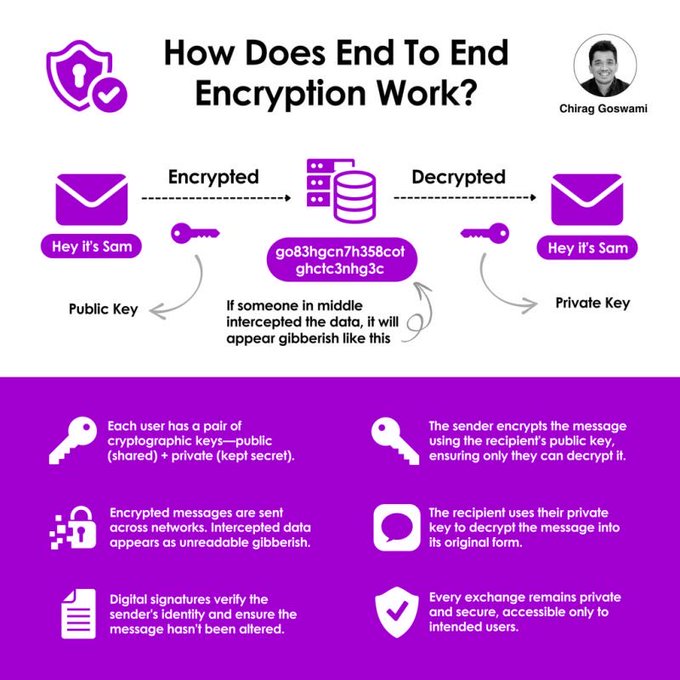 How Does End To End
Encryption Work?
Chirag Goswami
Encrypted
Decrypted
Hey it's Sam
go83hgcn7h358cot
ghctc3nhg3c
Hey it's Sam
Public Key
If someone in middle
intercepted the data, it will
appear gibberish like this
Private Key
Each user has a pair of
cryptographic keys—public
(shared) + private (kept secret).
The sender encrypts the message
using the recipient's public key,
ensuring only they can decrypt it.
Encrypted messages are sent
across networks. Intercepted data
appears as unreadable gibberish.
The recipient uses their private
key to decrypt the message into
its original form.
Digital signatures verify the
sender's identity and ensure the
message hasn't been altered.
Every exchange remains private
and secure, accessible only to
intended users.